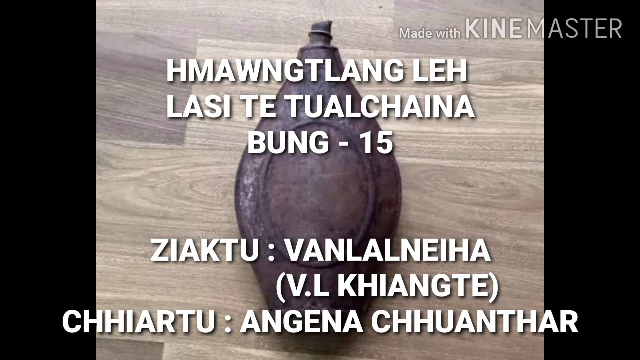 Made with KINEMASTER
HMAWNGTLANG LEH
LASI TE TUALCHAINA
BUNG - 15
ZIAKTU : VANLALNEIHA
(V.L KHIANGTE)
CHHIARTU : ANGENA CHHUANTHAR